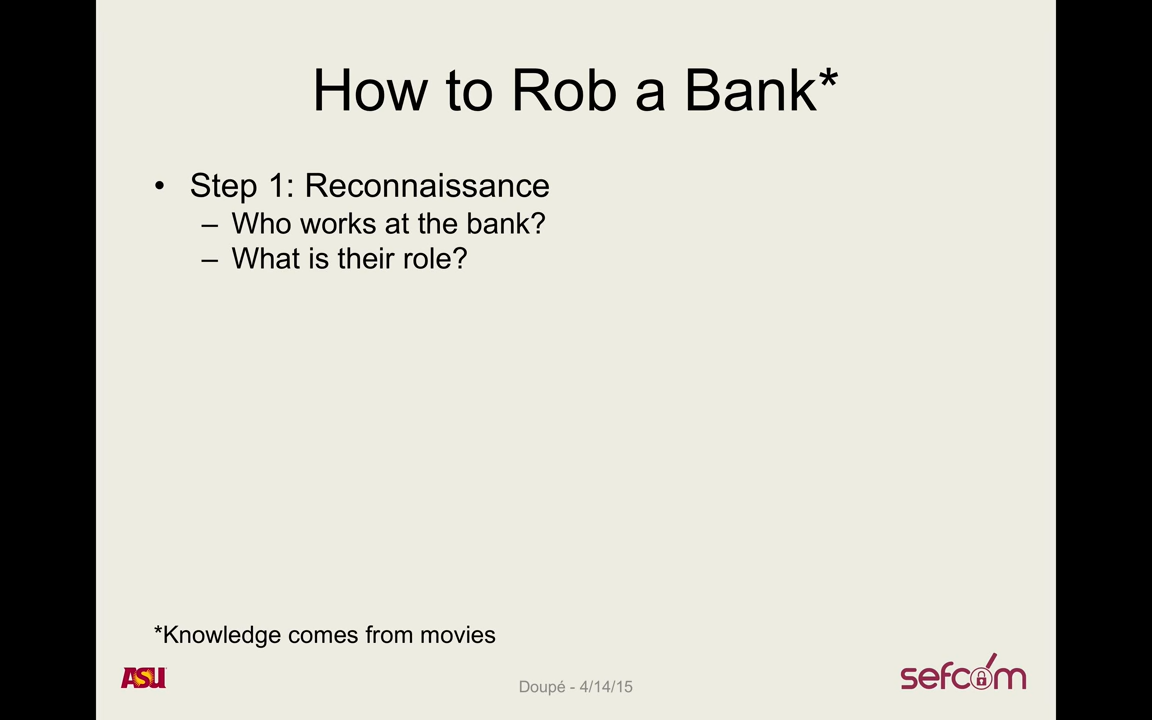 How to Rob a Bank*
• Step 1: Reconnaissance
– Who works at the bank?
– What is their role?
*Knowledge comes from movies
ASU
Doupé - 4/14/15
sefcom